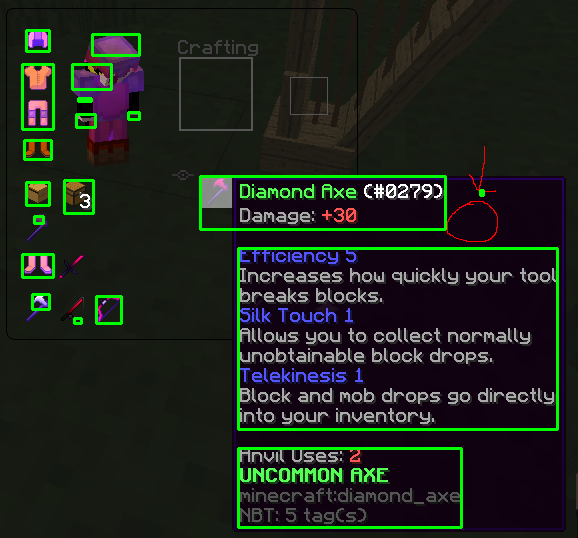 Crafting
3
Diamond Axe (#0279)
Damage: +30
Efficiency 5
Increases how quickly your tool
breaks blocks.
Silk Touch 1
Allows you to collect normally
unobtainable block drops.
Telekinesis 1
Block and mob drops go directly
into your inventory.
Anvil Uses: 2
UNCOMMON AXE
minecraft:diamond_axe
NBT: 5 tag(s)